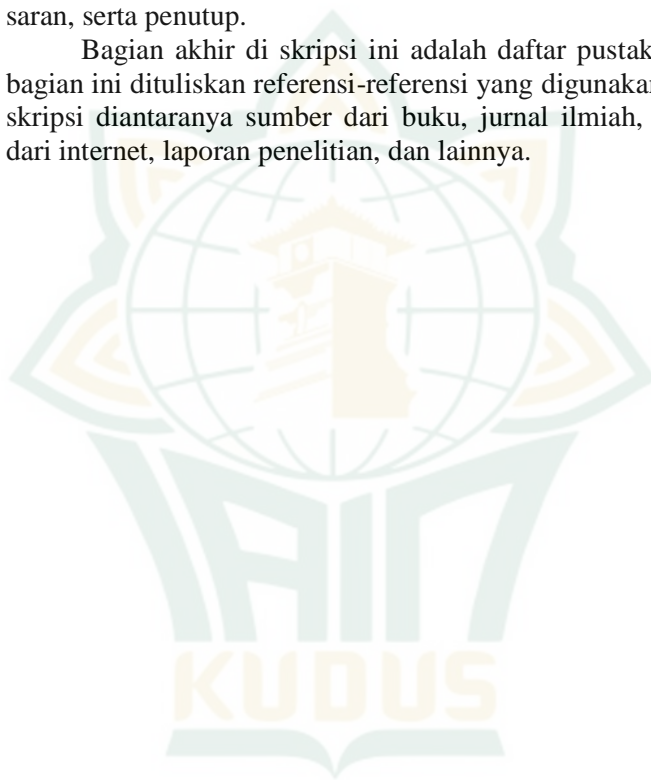 saran, serta penutup.
Bagian akhir di skripsi ini adalah daftar pustak
bagian ini dituliskan referensi-referensi yang digunakan
skripsi diantaranya sumber dari buku, jurnal ilmiah,
dari internet, laporan penelitian, dan lainnya.
IAIN
KUDUS